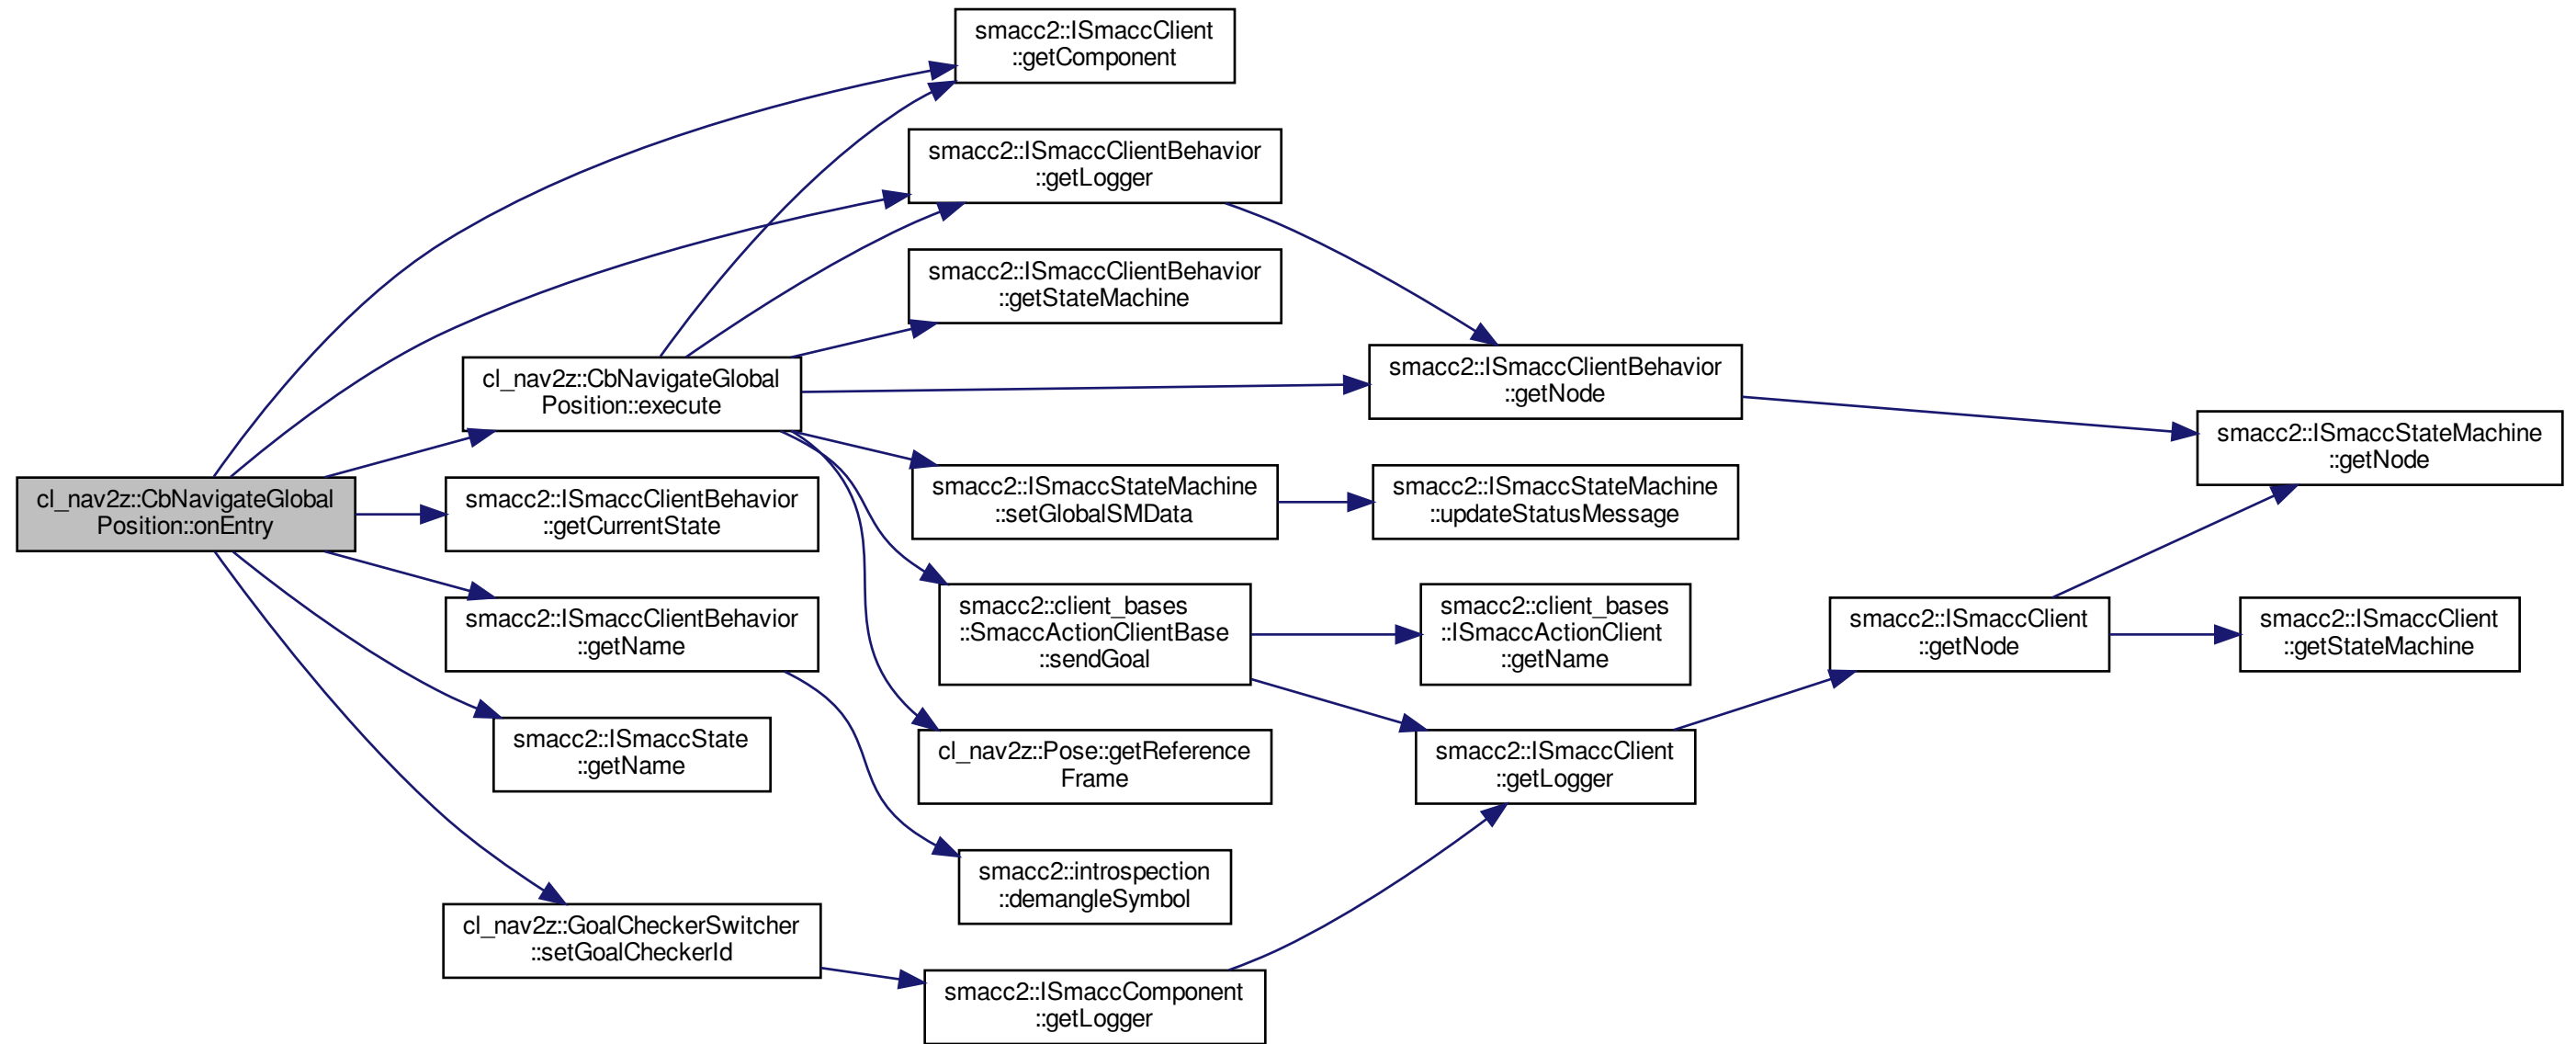 smacc2::ISmaccClient
::getComponent
smacc2::ISmaccClientBehavior
::getLogger
smacc2::ISmaccClientBehavior
::getStateMachine
cl_nav2z::CbNavigateGlobal
Position::execute
smacc2::ISmaccClientBehavior
::getNode
smacc2::ISmaccStateMachine
::getNode
cl_nav2z::CbNavigateGlobal
Position::onEntry
smacc2::ISmaccClientBehavior
::getCurrentState
smacc2::ISmaccStateMachine
::setGlobalSMData
smacc2::ISmaccStateMachine
::updateStatusMessage
smacc2::ISmaccClientBehavior
::getName
smacc2::client_bases
::SmaccActionClientBase
::sendGoal
smacc2::client_bases
::ISmaccActionClient
::getName
smacc2::ISmaccClient
::getNode
smacc2::ISmaccClient
::getStateMachine
smacc2::ISmaccState
::getName
cl_nav2z::Pose::getReference
Frame
smacc2::ISmaccClient
::getLogger
smacc2::introspection
::demangleSymbol
cl_nav2z::GoalCheckerSwitcher
::setGoalCheckerId
smacc2::ISmaccComponent
::getLogger